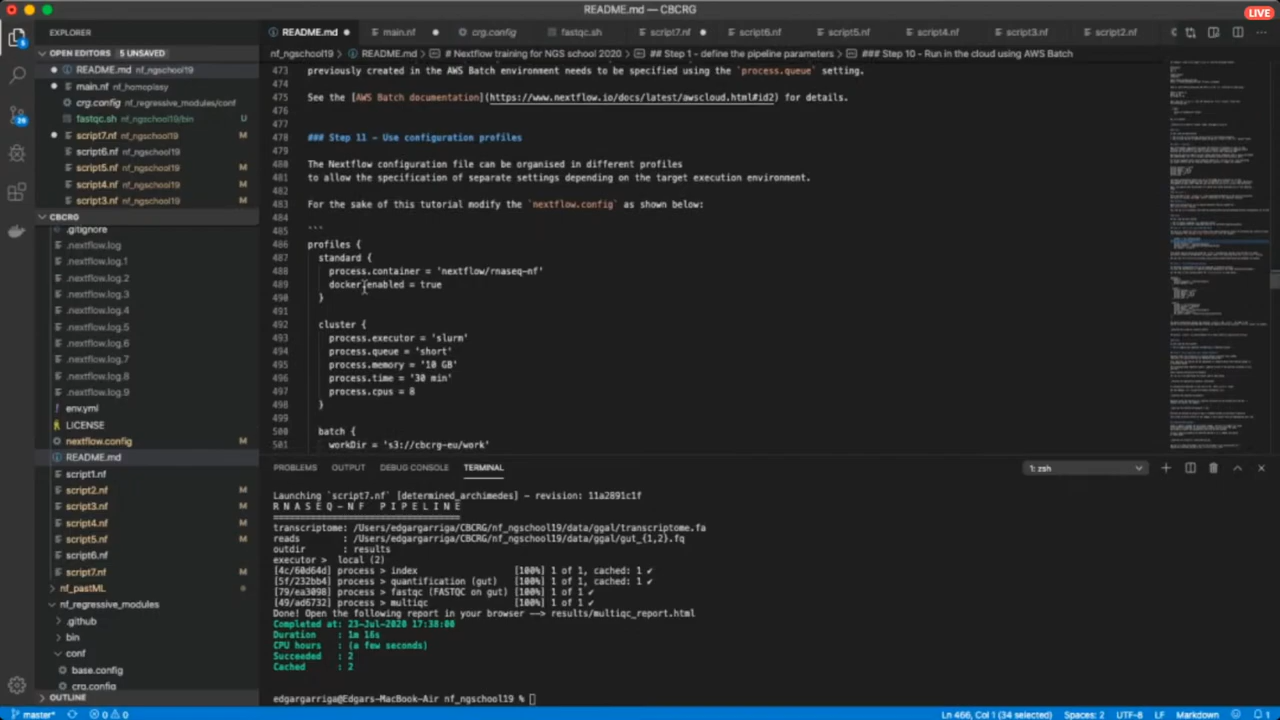 README.md — CBCRG
LIVE
EXPLORER
README.md
main.nf
crg.config
fastqc.sh
script7.nf
script6.nf
script5.nf
script4.nf
script3.nf
script2.nf
OPEN EDITORS 5 UNSAVED
README.md nf_ngschool19
main.nf nf_homoplasy
crg.config nf_regressive_modules/conf
fastqc.sh nf_ngschool19/bin U
script7.nf nf_ngschool19 M
script6.nf nf_ngschool19
script5.nf nf_ngschool19 M
script4.nf nf_ngschool19 M
script3.nf nf_ngschool19 M
CBCRG
.gitignore
.nextflow.log
.nextflow.log.1
.nextflow.log.2
.nextflow.log.3
.nextflow.log.4
.nextflow.log.5
.nextflow.log.6
.nextflow.log.7
.nextflow.log.8
.nextflow.log.9
env.yml
LICENSE
nextflow.config M
README.md
script1.nf
script2.nf M
script3.nf M
script4.nf M
script5.nf M
script6.nf
script7.nf M
nf_pastML
nf_regressive_modules
.github
bin
conf
base.config
crg.config
OUTLINE
nf_ngschool19 > README.md > # Nextflow training for NGS school 2020 > ## Step 1 - define the pipeline parameters > ### Step 10 - Run in the cloud using AWS Batch
473 previously created in the AWS Batch environment needs to be specified using the `process.queue` setting.
474
475 See the [AWS Batch documentation](https://www.nextflow.io/docs/latest/awscloud.html#id2) for details.
476
478 ### Step 11 - Use configuration profiles
479
480 The Nextflow configuration file can be organised in different profiles
481 to allow the specification of separate settings depending on the target execution environment.
482
483 For the sake of this tutorial modify the `nextflow.config` as shown below:
484
485 ```
486 profiles {
487 standard {
488 process.container = 'nextflow/rnaseq-nf'
489 docker.enabled = true
490 }
491
492 cluster {
493 process.executor = 'slurm'
494 process.queue = 'short'
495 process.memory = '10 GB'
496 process.time = '30 min'
497 process.cpus = 8
498 }
499
500 batch {
501 workDir = 's3://cbcrg-eu/work'
PROBLEMS OUTPUT DEBUG CONSOLE TERMINAL
1: zsh
Launching `script7.nf` [determined_archimedes] - revision: 11a2891c1f
R N A S E Q - N F   P I P E L I N E
===================================
transcriptome: /Users/edgargarriga/CBCRG/nf_ngschool19/data/ggal/transcriptome.fa
reads : /Users/edgargarriga/CBCRG/nf_ngschool19/data/ggal/gut_{1,2}.fq
outdir : results
executor > local (2)
[4c/60d64d] process > index [100%] 1 of 1, cached: 1 ✔
[5f/232bb4] process > quantification (gut) [100%] 1 of 1, cached: 1 ✔
[79/ea3098] process > fastqc (FASTQC on gut) [100%] 1 of 1 ✔
[49/ad6732] process > multiqc [100%] 1 of 1 ✔
Done! Open the following report in your browser --> results/multiqc_report.html
Completed at: 23-Jul-2020 17:38:00
Duration : 1m 16s
CPU hours : (a few seconds)
Succeeded : 2
Cached : 2
edgargarriga@Edgars-MacBook-Air nf_ngschool19 %
master* 0 0
Ln 466, Col 1 (34 selected) Spaces: 2 UTF-8 LF Markdown 1